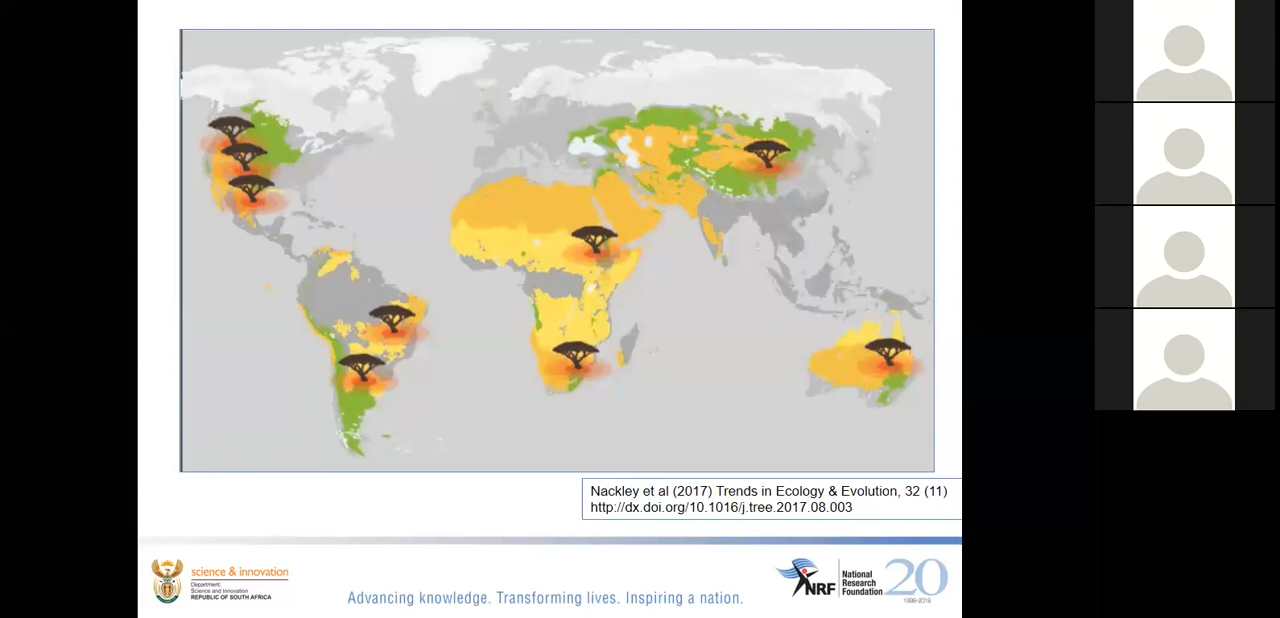 Nackley et al (2017) Trends in Ecology & Evolution, 32 (11)
http://dx.doi.org/10.1016/j.tree.2017.08.003
science & innovation
Department:
Science and Innovation
REPUBLIC OF SOUTH AFRICA
Advancing knowledge. Transforming lives. Inspiring a nation.
NRF
National
Research
Foundation
20
1999-2019